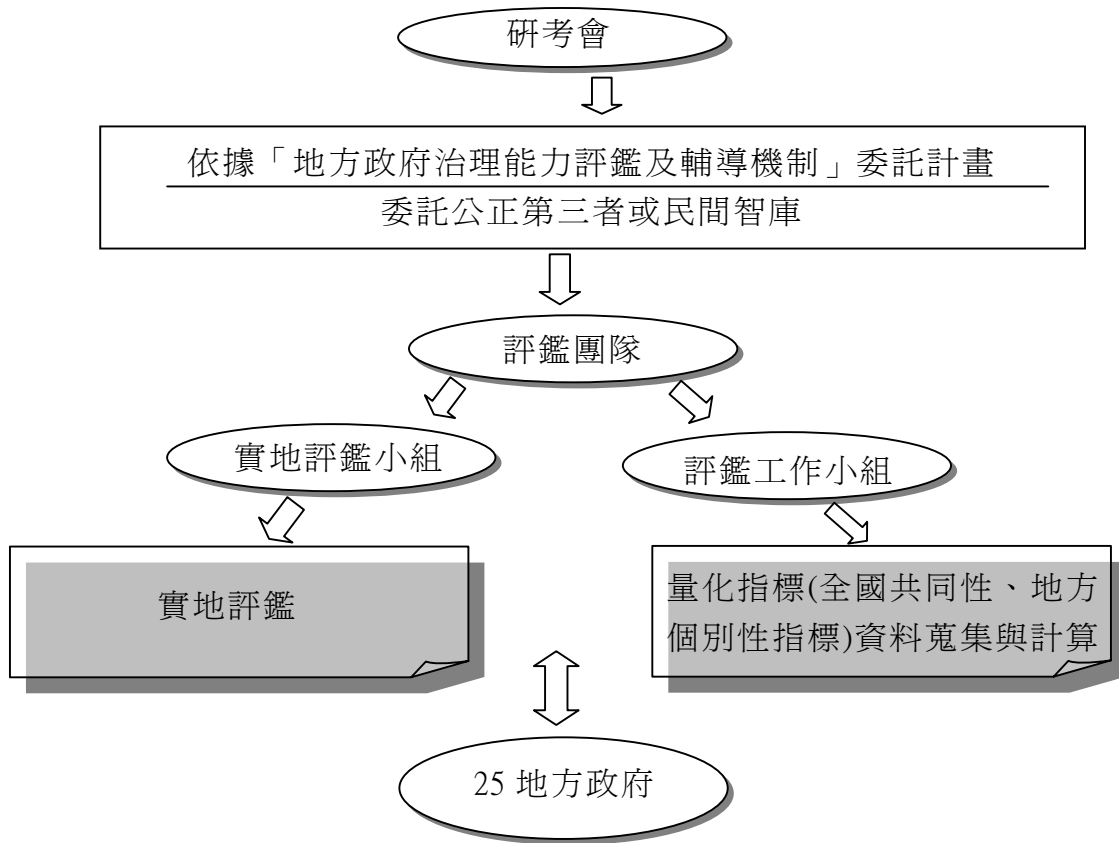 研考會
依據「地方政府治理能力評鑑及輔導機制」委託計畫
委託公正第三者或民間智庫
評鑑團隊
實地評鑑小組
評鑑工作小組
實地評鑑
量化指標(全國共同性、地方
個別性指標)資料蒐集與計算
25 地方政府